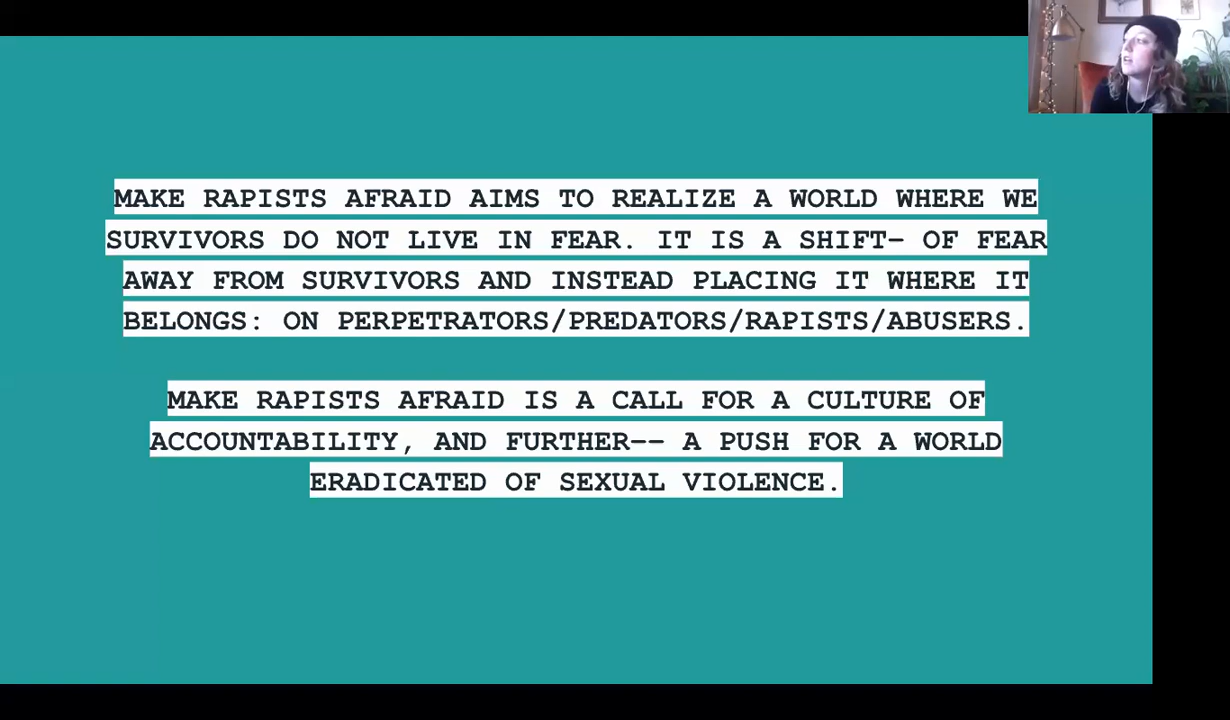 MAKE RAPISTS AFRAID AIMS TO REALIZE A WORLD WHERE WE
SURVIVORS DO NOT LIVE IN FEAR. IT IS A SHIFT– OF FEAR
AWAY FROM SURVIVORS AND INSTEAD PLACING IT WHERE IT
BELONGS: ON PERPETRATORS/PREDATORS/RAPISTS/ABUSERS.
MAKE RAPISTS AFRAID IS A CALL FOR A CULTURE OF
ACCOUNTABILITY, AND FURTHER–– A PUSH FOR A WORLD
ERADICATED OF SEXUAL VIOLENCE.